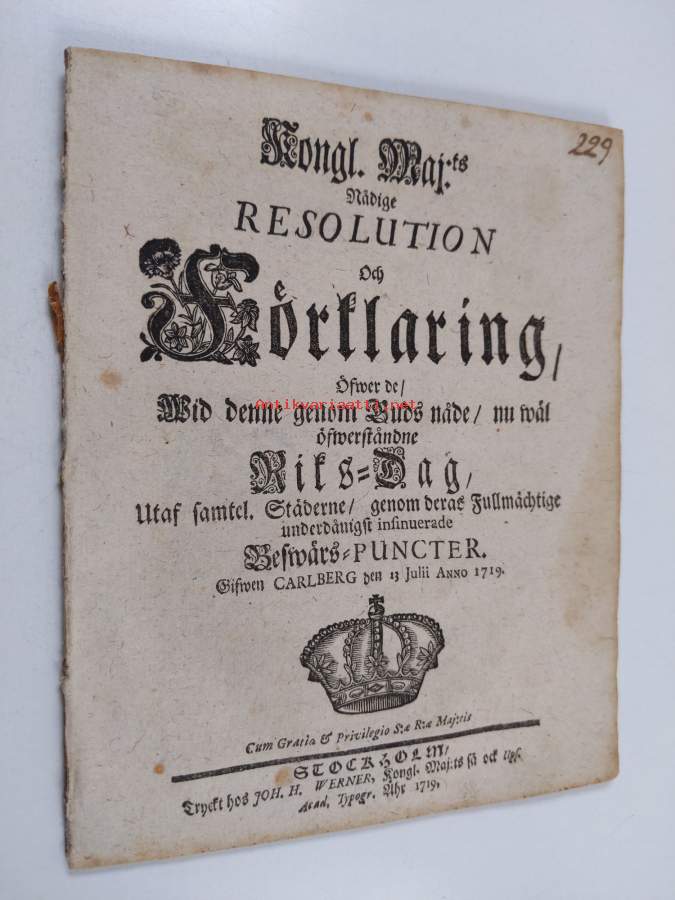 229
Kongl. Maj:ts
Nådige
RESOLUTION
Och
Förklaring,
Öfwer de/
Wid denne genom Guds nåde/ nu wäl
öfwerståndne
Riks-Dag,
Utaf samtel. Städerne/ genom deras Fullmächtige
underdånigst insinuerade
Beswärs-PUNCTER.
Gifwen CARLBERG den 13 Julii ANNO 1719.
Cum Gratia & Privilegio S:æ R:æ Maj:tis
STOCKHOLM/
Tryckt hos JOH. H. WERNER, Kongl. Maj:ts så ock Ups.
Acad. Typogr. Åhr 1719.
Antikvariaatti.net